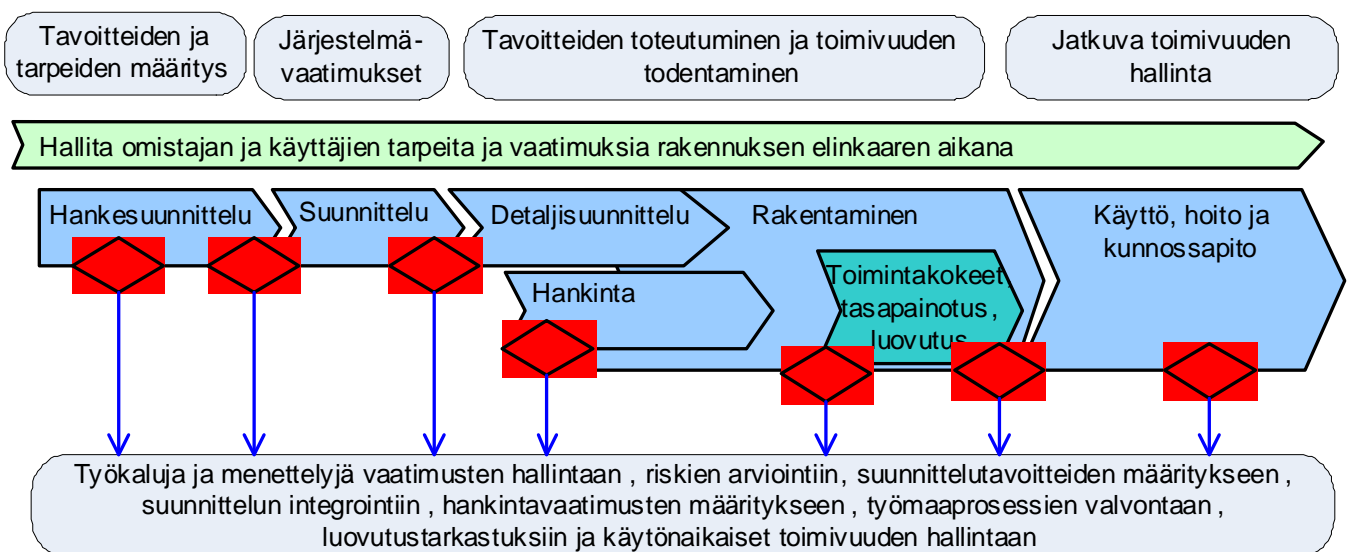 Tavoitteiden ja
tarpeiden määritys
Järjestelmä-
vaatimukset
Tavoitteiden toteutuminen ja toimivuuden
todentaminen
Jatkuva toimivuuden
hallinta
Hallita omistajan ja käyttäjien tarpeita ja vaatimuksia rakennuksen elinkaaren aikana
Hankesuunnittelu
Suunnittelu
Detaljisuunnittelu
Rakentaminen
Käyttö, hoito ja
kunnossapito
Hankinta
Toimintakokeet,
tasapainotus ,
luovutus
Työkaluja ja menettelyjä vaatimusten hallintaan , riskien arviointiin, suunnittelutavoitteiden määritykseen ,
suunnittelun integrointiin , hankintavaatimusten määritykseen , työmaaprosessien valvontaan ,
luovutustarkastuksiin ja käytönaikaiset toimivuuden hallintaan